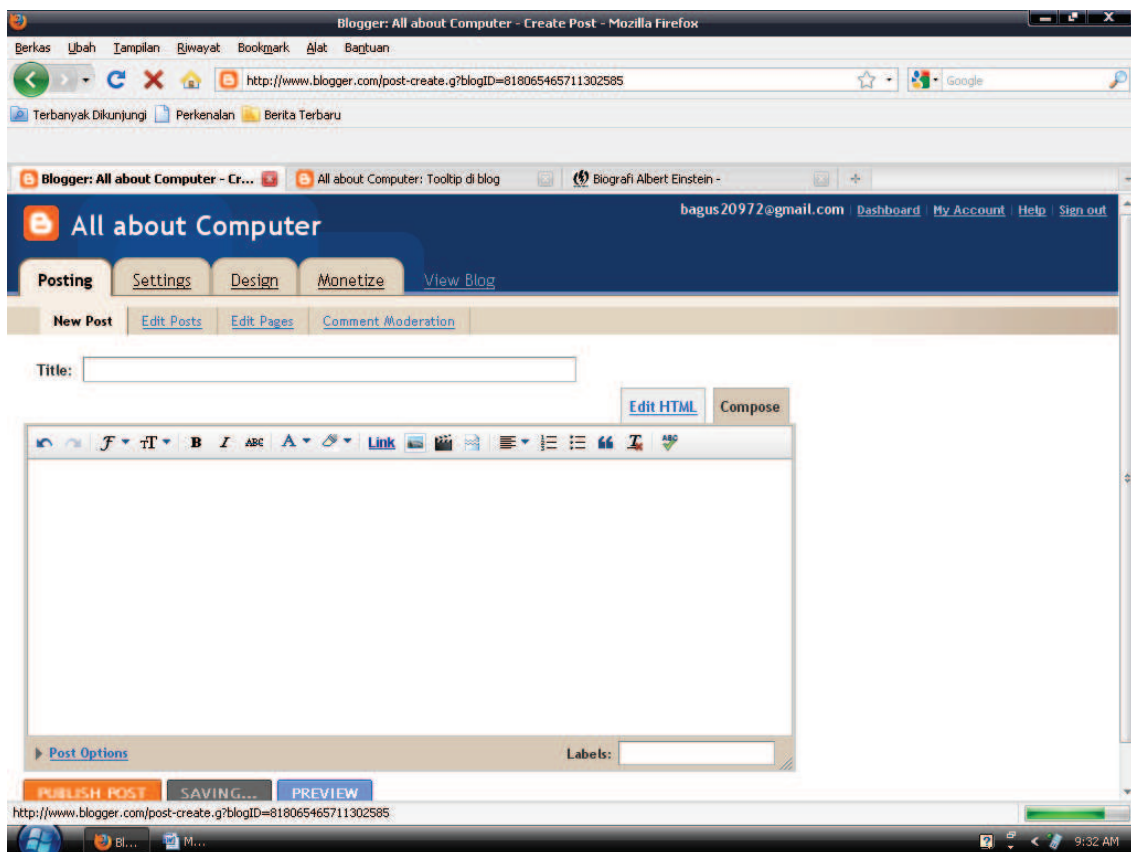 Blogger: All about Computer - Create Post - Mozilla Firefox
Berkas Ubah Tampilan Riwayat Bookmark Alat Bantuan
http://www.blogger.com/post-create.g?blogID=818065465711302585 Google
Terbanyak Dikunjungi Perkenalan Berita Terbaru
Blogger: All about Computer - Cr... All about Computer: Tooltip di blog Biografi Albert Einstein -
bagus20972@gmail.com Dashboard My Account Help Sign out
All about Computer
Posting Settings Design Monetize View Blog
New Post Edit Posts Edit Pages Comment Moderation
Title:
Edit HTML Compose
F TT B I ABC A Link T ABC
Post Options Labels:
PUBLISH POST SAVING... PREVIEW
http://www.blogger.com/post-create.g?blogID=818065465711302585
Bl... M... 9:32 AM